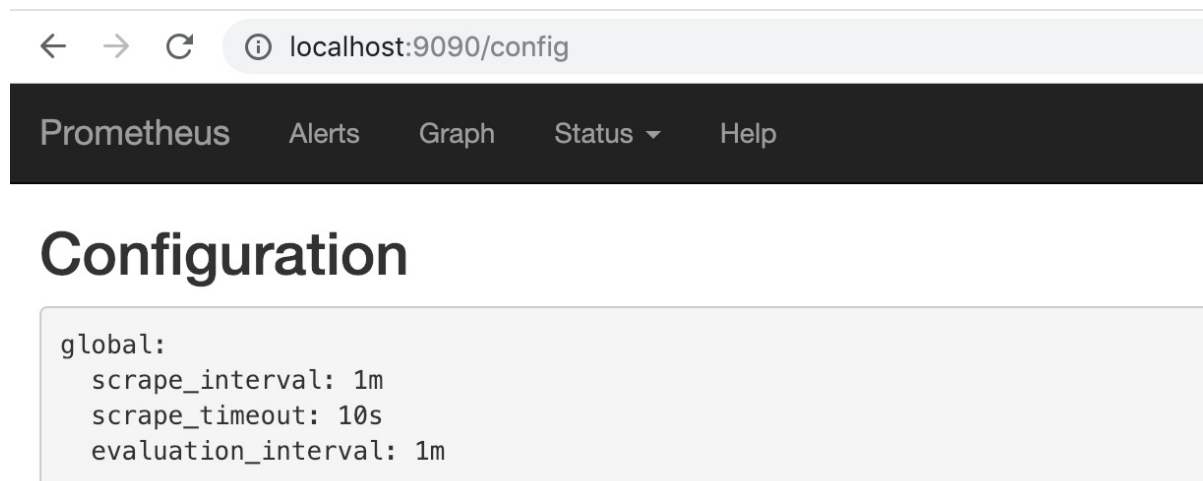 localhost:9090/config
Prometheus Alerts Graph Status Help
Configuration
global:
  scrape_interval: 1m
  scrape_timeout: 10s
  evaluation_interval: 1m